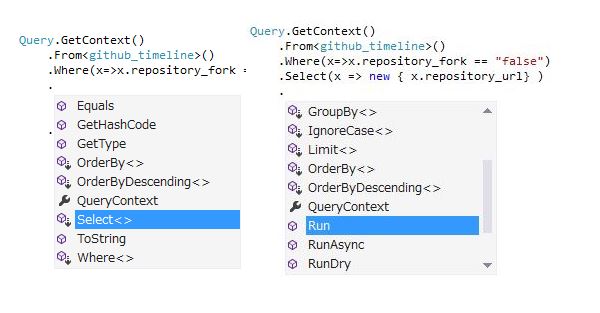 Query.GetContext()
.From<github_timeline>()
.Where(x=>x.repository_fork =
.
.
Equals
GetHashCode
GetType
OrderBy<>
OrderByDescending<>
QueryContext
Select<>
ToString
Where<>
Query.GetContext()
.From<github_timeline>()
.Where(x=>x.repository_fork == "false")
.Select(x => new { x.repository_url} )
.
GroupBy<>
IgnoreCase<>
Limit<>
OrderBy<>
OrderByDescending<>
QueryContext
Run
RunAsync
RunDry